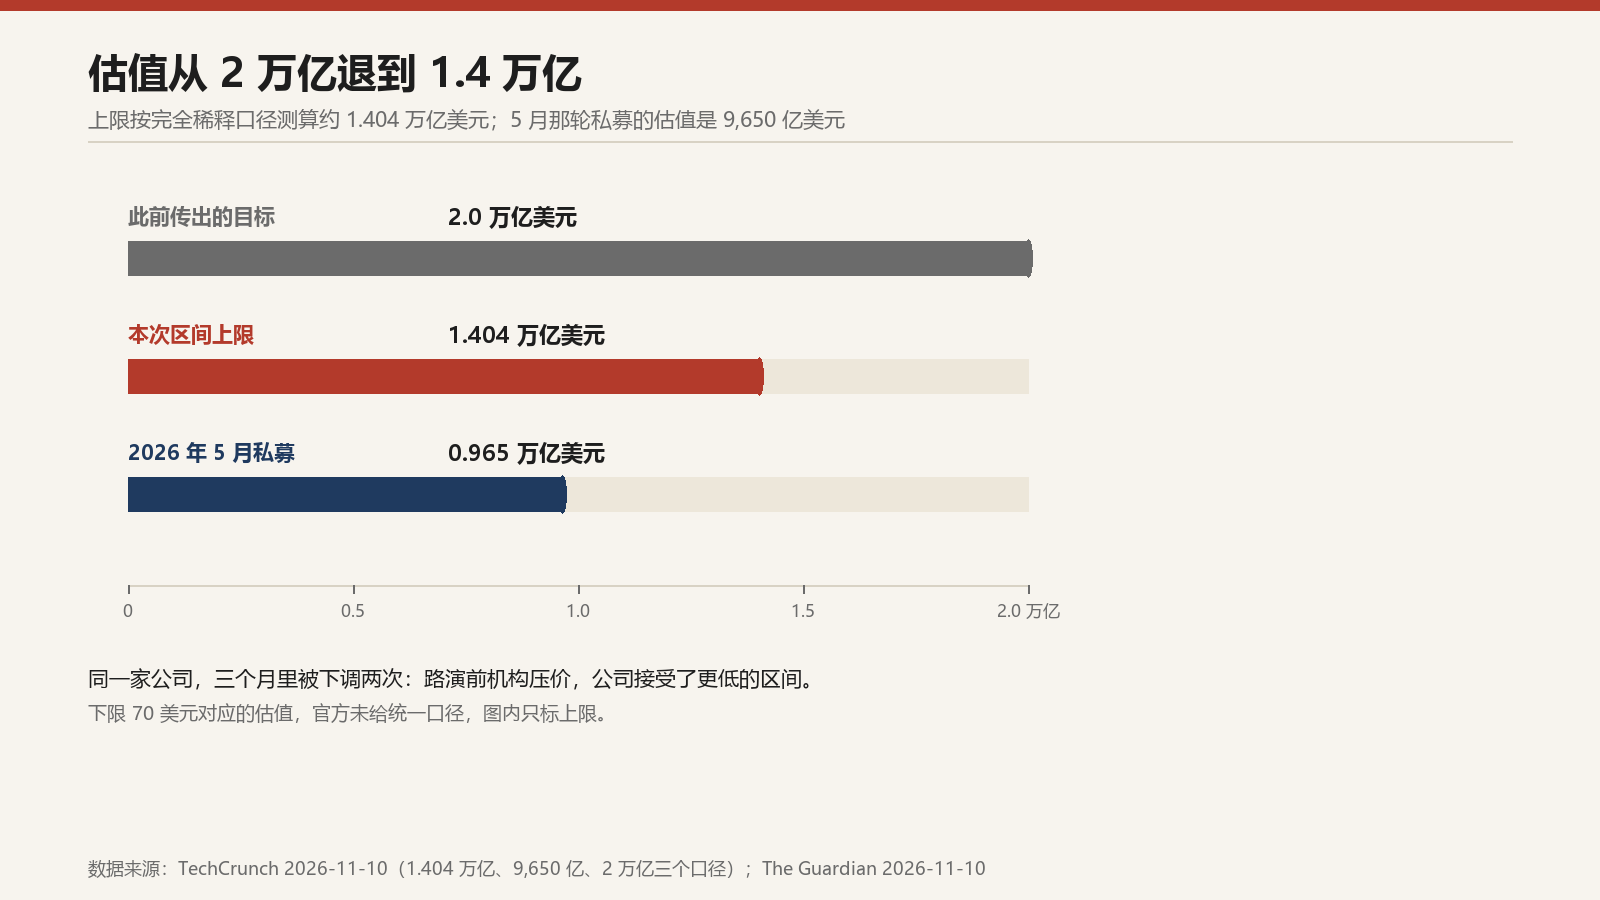 估值从 2 万亿退到 1.4 万亿
上限按完全稀释口径测算约 1.404 万亿美元；5 月那轮私募的估值是 9,650 亿美元
此前传出的目标 2.0 万亿美元
本次区间上限 1.404 万亿美元
2026 年 5 月私募 0.965 万亿美元
0 0.5 1.0 1.5 2.0 万亿
同一家公司，三个月里被下调两次：路演前机构压价，公司接受了更低的区间。
下限 70 美元对应的估值，官方未给统一口径，图内只标上限。
数据来源：TechCrunch 2026-11-10（1.404 万亿、9,650 亿、2 万亿三个口径）；The Guardian 2026-11-10